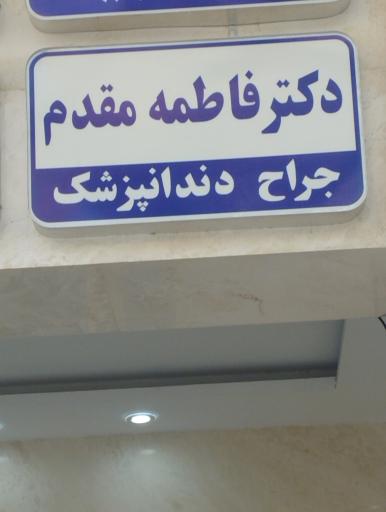 دکتر فاطمه مقدم
جراح دندانپزشک